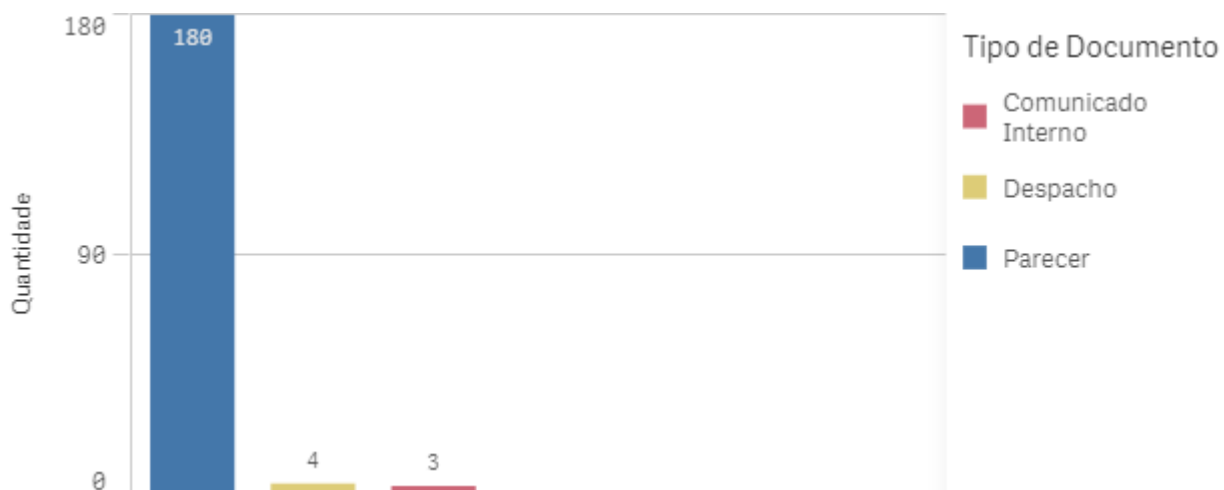 180
180
90
Quantidade
4
3
0
Tipo de Documento
Comunicado
Interno
Despacho
Parecer